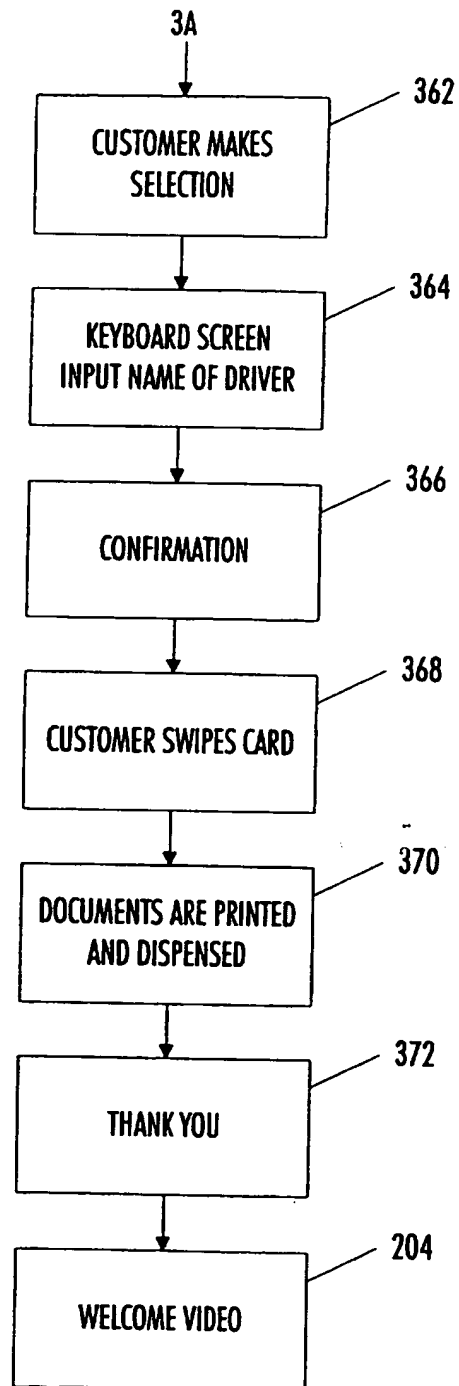 3A
362
CUSTOMER MAKES
SELECTION
364
KEYBOARD SCREEN
INPUT NAME OF DRIVER
366
CONFIRMATION
368
CUSTOMER SWIPES CARD
370
DOCUMENTS ARE PRINTED
AND DISPENSED
372
THANK YOU
204
WELCOME VIDEO